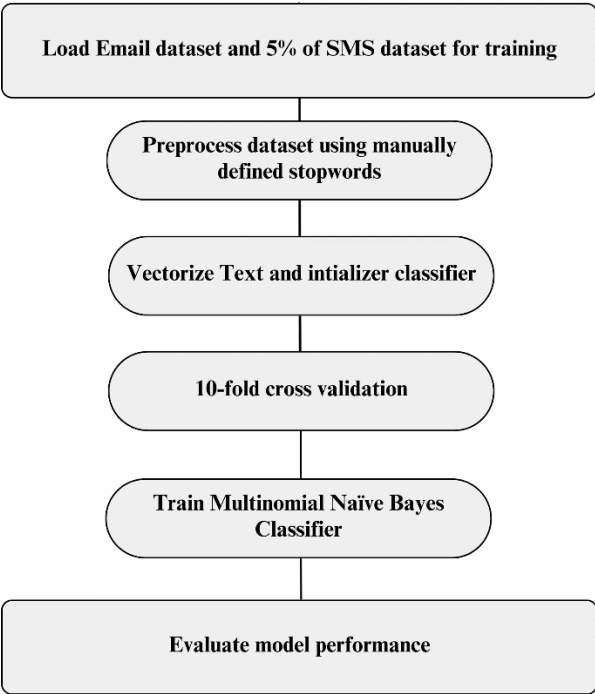 Load Email dataset and 5% of SMS dataset for training
Preprocess dataset using manually
defined stopwords
Vectorize Text and intializer classifier
10-fold cross validation
Train Multinomial Naïve Bayes
Classifier
Evaluate model performance